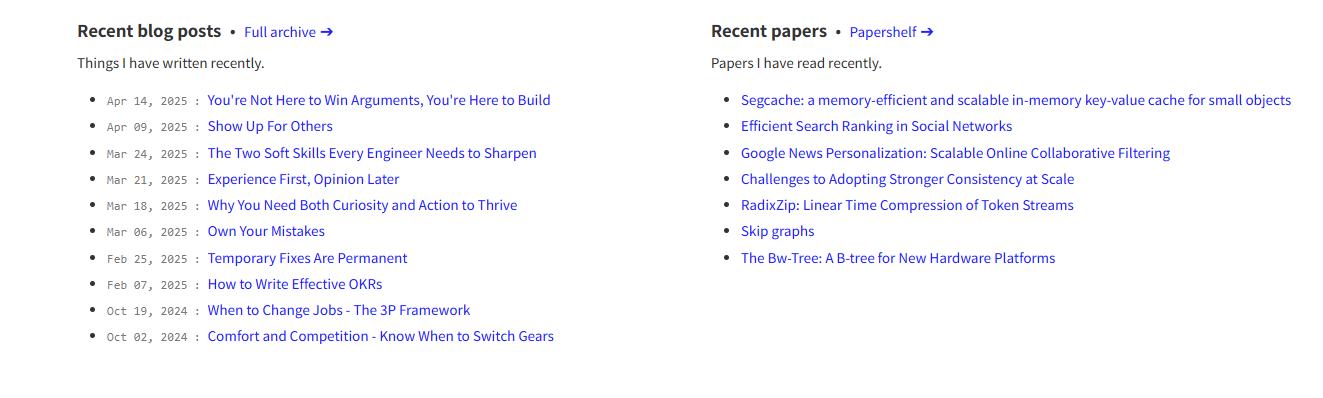 Recent blog posts • Full archive ➔
Things I have written recently.
• Apr 14, 2025 : You're Not Here to Win Arguments, You're Here to Build
• Apr 09, 2025 : Show Up For Others
• Mar 24, 2025 : The Two Soft Skills Every Engineer Needs to Sharpen
• Mar 21, 2025 : Experience First, Opinion Later
• Mar 18, 2025 : Why You Need Both Curiosity and Action to Thrive
• Mar 06, 2025 : Own Your Mistakes
• Feb 25, 2025 : Temporary Fixes Are Permanent
• Feb 07, 2025 : How to Write Effective OKRs
• Oct 19, 2024 : When to Change Jobs - The 3P Framework
• Oct 02, 2024 : Comfort and Competition - Know When to Switch Gears
Recent papers • Papershelf ➔
Papers I have read recently.
• Segcache: a memory-efficient and scalable in-memory key-value cache for small objects
• Efficient Search Ranking in Social Networks
• Google News Personalization: Scalable Online Collaborative Filtering
• Challenges to Adopting Stronger Consistency at Scale
• RadixZip: Linear Time Compression of Token Streams
• Skip graphs
• The Bw-Tree: A B-tree for New Hardware Platforms